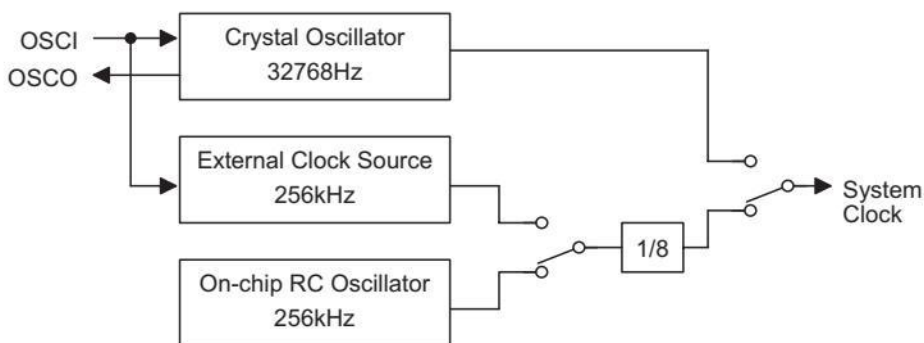 OSCI
OSCO
Crystal Oscillator
32768Hz
External Clock Source
256kHz
On-chip RC Oscillator
256kHz
1/8
System
Clock